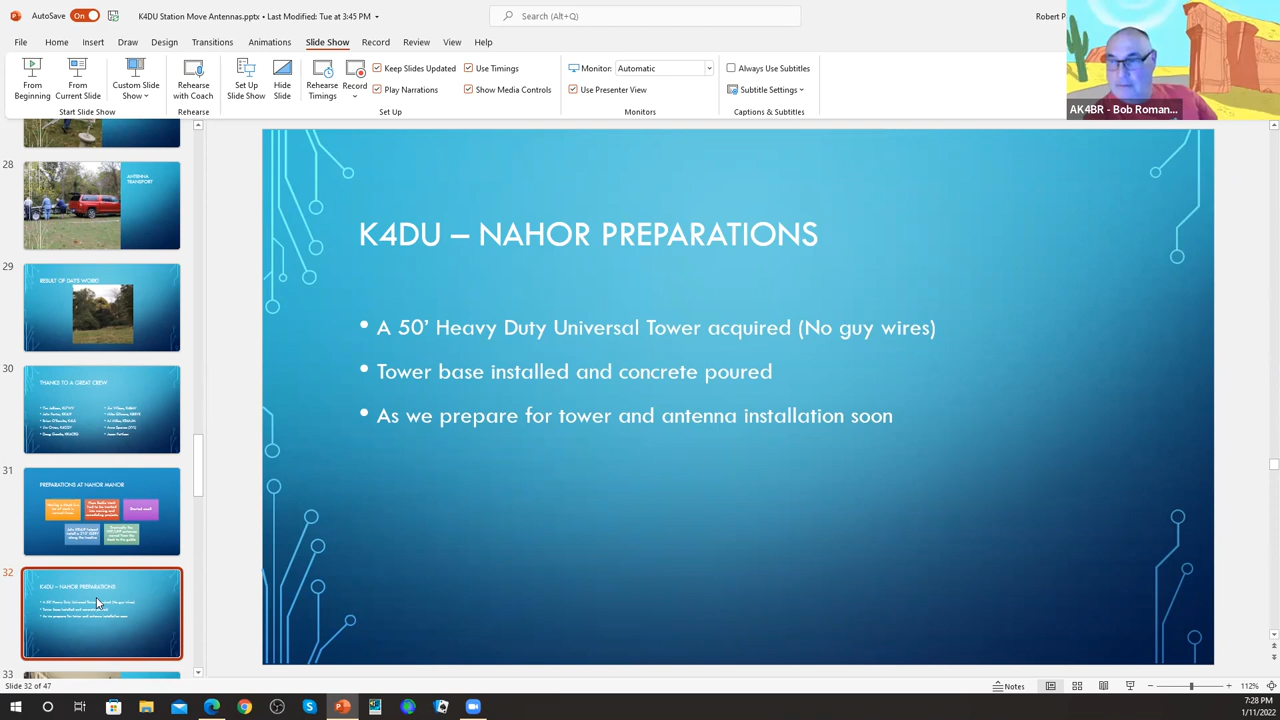 AutoSave On K4DU Station Move Antennas.pptx • Last Modified: Tue at 3:45 PM Search (Alt+Q) Robert P
File Home Insert Draw Design Transitions Animations Slide Show Record Review View Help
From Beginning
From Current Slide
Custom Slide Show
Start Slide Show
Rehearse with Coach
Rehearse
Set Up Slide Show
Hide Slide
Rehearse Timings
Record
Keep Slides Updated
Play Narrations
Use Timings
Show Media Controls
Set Up
Monitor: Automatic
Use Presenter View
Monitors
Always Use Subtitles
Subtitle Settings
Captions & Subtitles
AK4BR - Bob Roman...
28
ANTENNA
TRANSPORT
29
RESULT OF DAY'S WORK!
30
THANKS TO A GREAT CREW
31
PREPARATIONS AT NAHOR MANOR
32
K4DU – NAHOR PREPARATIONS
33
K4DU – NAHOR PREPARATIONS
• A 50' Heavy Duty Universal Tower acquired (No guy wires)
• Tower base installed and concrete poured
• As we prepare for tower and antenna installation soon
Slide 32 of 47
Notes
112%
7:28 PM
1/11/2022